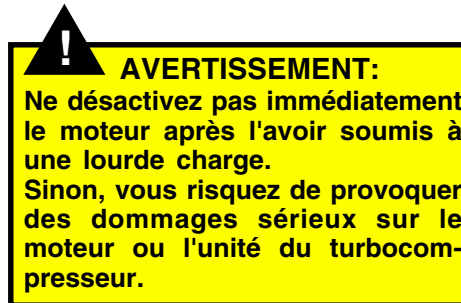 !
AVERTISSEMENT:
Ne désactivez pas immédiatement
le moteur après l'avoir soumis à
une lourde charge.
Sinon, vous risquez de provoquer
des dommages sérieux sur le
moteur ou l'unité du turbocom-
presseur.